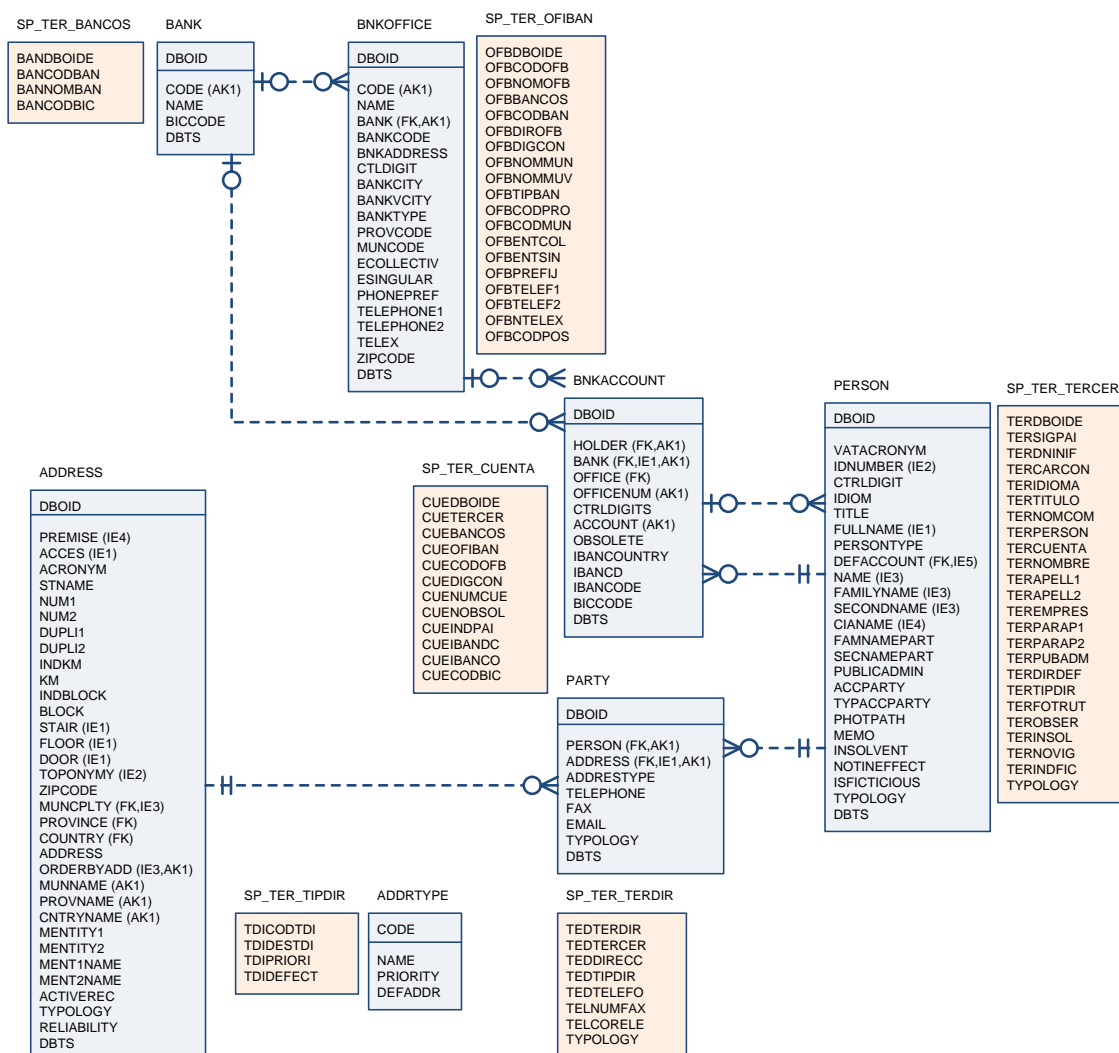 SP_TER_BANCOS
BANDBOIDE
BANCODBAN
BANNOMBAN
BANCODBIC
BANK
DBOID
CODE (AK1)
NAME
BICCODE
DBTS
BNKOFFICE
DBOID
CODE (AK1)
NAME
BANK (FK,AK1)
BANKCODE
BNKADDRESS
CTLDIGIT
BANKCITY
BANKVCITY
BANKTYPE
PROVCODE
MUNCODE
ECOLLECTIV
ESINGULAR
PHONEPREF
TELEPHONE1
TELEPHONE2
TELEX
ZIPCODE
DBTS
SP_TER_OFIBAN
OFBDBOIDE
OFBCODOFB
OFBNOMOFB
OFBBANCOS
OFBCODBAN
OFBDIROFB
OFBDIGCON
OFBNOMMUN
OFBNOMMUV
OFBTIPBAN
OFBCODPRO
OFBCODMUN
OFBENTCOL
OFBENTSIN
OFBPREFIJ
OFBTELEF1
OFBTELEF2
OFBNTELEX
OFBCODPOS
BNKACCOUNT
DBOID
HOLDER (FK,AK1)
BANK (FK,IE1,AK1)
OFFICE (FK)
OFFICENUM (AK1)
CTRLDIGITS
ACCOUNT (AK1)
OBSOLETE
IBANCOUNTRY
IBANCD
IBANCODE
BICCODE
DBTS
PERSON
DBOID
VATACRONYM
IDNUMBER (IE2)
CTRLDIGIT
IDIOM
TITLE
FULLNAME (IE1)
PERSONTYPE
DEFACCOUNT (FK,IE5)
NAME (IE3)
FAMILYNAME (IE3)
SECONDNAME (IE3)
CIANAME (IE4)
FAMNAMEPART
SECNAMEPART
PUBLICADMIN
ACCPARTY
TYPACCPARTY
PHOTPATH
MEMO
INSOLVENT
NOTINEFFECT
ISFICTICIOUS
TYPOLOGY
DBTS
SP_TER_TERCER
TERDBOIDE
TERSIGPAI
TERDNINIF
TERCARCON
TERIDIOMA
TERTITULO
TERNOMCOM
TERPERSON
TERCUENTA
TERNOMBRE
TERAPELL1
TERAPELL2
TEREMPRES
TERPARAP1
TERPARAP2
TERPUBADM
TERDIRDEF
TERTIPDIR
TERFOTRUT
TEROBSER
TERINSOL
TERNOVIG
TERINDFIC
TYPOLOGY
SP_TER_CUENTA
CUEDBOIDE
CUETERCER
CUEBANCOS
CUEOFIBAN
CUECODOFB
CUEDIGCON
CUENUMCUE
CUENOBSOL
CUEINDPAI
CUEIBANDC
CUEIBANCO
CUECODBIC
ADDRESS
DBOID
PREMISE (IE4)
ACCES (IE1)
ACRONYM
STNAME
NUM1
NUM2
DUPLI1
DUPLI2
INDKM
KM
INDBLOCK
BLOCK
STAIR (IE1)
FLOOR (IE1)
DOOR (IE1)
TOPONYMY (IE2)
ZIPCODE
MUNCPLTY (FK,IE3)
PROVINCE (FK)
COUNTRY (FK)
ADDRESS
ORDERBYADD (IE3,AK1)
MUNNAME (AK1)
PROVNAME (AK1)
CNTRYNAME (AK1)
MENTITY1
MENTITY2
MENT1NAME
MENT2NAME
ACTIVEREC
TYPOLOGY
RELIABILITY
DBTS
PARTY
DBOID
PERSON (FK,AK1)
ADDRESS (FK,IE1,AK1)
ADDRESTYPE
TELEPHONE
FAX
EMAIL
TYPOLOGY
DBTS
SP_TER_TIPDIR
TDICODTDI
TDIDESTDI
TDIPRIORI
TDIDEFECT
ADDRTYPE
CODE
NAME
PRIORITY
DEFADDR
SP_TER_TERDIR
TEDTERDIR
TEDTERCER
TEDDIRECC
TEDTIPDIR
TEDTELEFO
TELNUMFAX
TELCORELE
TYPOLOGY